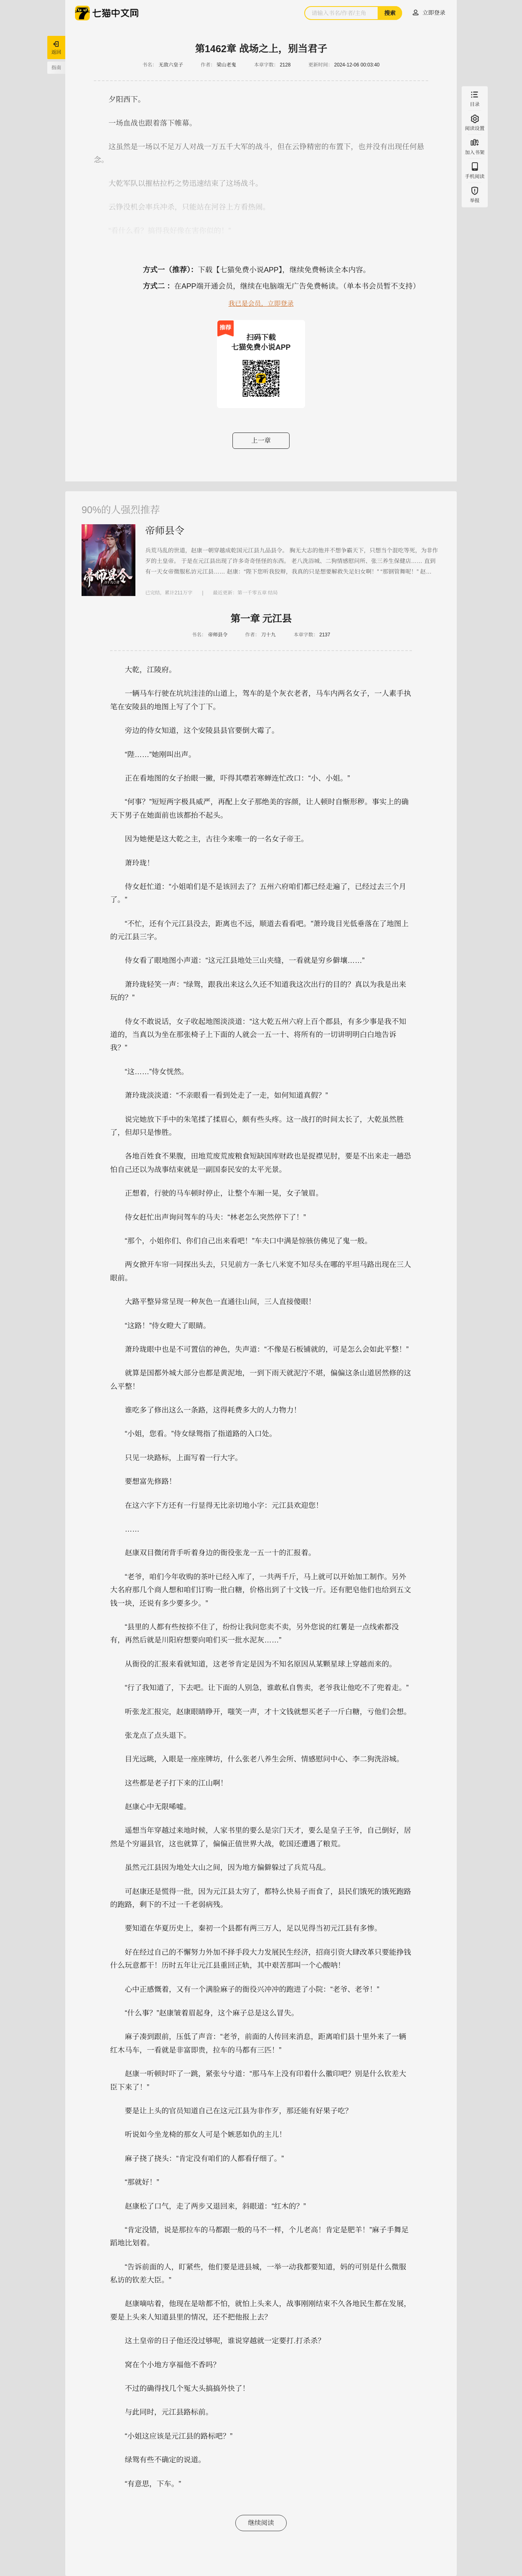 七猫中文网
请输入书名/作者/主角
搜索
立即登录
返回
指南
目录
阅读设置
加入书架
手机阅读
举报
第1462章 战场之上，别当君子
书名： 无敌六皇子 作者： 梁山老鬼 本章字数： 2128 更新时间： 2024-12-06 00:03:40
夕阳西下。
一场血战也跟着落下帷幕。
这虽然是一场以不足万人对战一万五千大军的战斗，但在云铮精密的布置下，也并没有出现任何悬
念。
大乾军队以摧枯拉朽之势迅速结束了这场战斗。
云铮没机会率兵冲杀，只能站在河谷上方看热闹。
方式一（推荐）：下载【七猫免费小说APP】，继续免费畅读全本内容。
方式二 ：在APP端开通会员，继续在电脑端无广告免费畅读。（单本书会员暂不支持）
我已是会员，立即登录
推荐
扫码下载
七猫免费小说APP
上一章
90%的人强烈推荐
帝师县令
帝师县令
兵荒马乱的世道，赵康一朝穿越成乾国元江县九品县令。 胸无大志的他并不想争霸天下，只想当个混吃等死，为非作
歹的土皇帝。 于是在元江县出现了许多奇奇怪怪的东西。 老八洗浴城，二狗情感慰问所，张三养生保健店…… 直到
有一天女帝微服私访元江县…… 赵康：“陛下您听我狡辩，我真的只是想要解救失足妇女啊！” “那剧管舞呢！” 赵…
已完结，累计211万字 | 最近更新：第一千零五章 终局
第一章 元江县
书名： 帝师县令 作者： 方十九 本章字数： 2137
大乾，江陵府。
一辆马车行驶在坑坑洼洼的山道上，驾车的是个灰衣老者，马车内两名女子，一人素手执
笔在安陵县的地图上写了个丁下。
旁边的侍女知道，这个安陵县县官要倒大霉了。
“陛……”她刚叫出声。
正在看地图的女子抬眼一撇，吓得其噤若寒蝉连忙改口：“小、小姐。”
“何事？”短短两字极具威严，再配上女子那绝美的容颜，让人顿时自惭形秽。事实上的确
天下男子在她面前也该都抬不起头。
因为她便是这大乾之主，古往今来唯一的一名女子帝王。
萧玲珑！
侍女赶忙道：“小姐咱们是不是该回去了？五州六府咱们都已经走遍了，已经过去三个月
了。”
“不忙，还有个元江县没去，距离也不远，顺道去看看吧。”萧玲珑目光低垂落在了地图上
的元江县三字。
侍女看了眼地图小声道：“这元江县地处三山夹缝，一看就是穷乡僻壤……”
萧玲珑轻笑一声：“绿鸳，跟我出来这么久还不知道我这次出行的目的？真以为我是出来
玩的？”
侍女不敢说话，女子收起地图淡淡道：“这大乾五州六府上百个郡县，有多少事是我不知
道的，当真以为坐在那张椅子上下面的人就会一五一十、将所有的一切讲明明白白地告诉
我？”
“这……”侍女恍然。
萧玲珑淡淡道：“不亲眼看一看到处走了一走，如何知道真假？”
说完她放下手中的朱笔揉了揉眉心，颇有些头疼。这一战打的时间太长了，大乾虽然胜
了，但却只是惨胜。
各地百姓食不果腹，田地荒废荒废粮食短缺国库财政也是捉襟见肘，要是不出来走一趟恐
怕自己还以为战事结束就是一副国泰民安的太平光景。
正想着，行驶的马车顿时停止，让整个车厢一晃，女子皱眉。
侍女赶忙出声询问驾车的马夫：“林老怎么突然停下了！”
“那个，小姐你们、你们自己出来看吧！”车夫口中满是惊骇仿佛见了鬼一般。
两女掀开车帘一同探出头去，只见前方一条七八米宽不知尽头在哪的平坦马路出现在三人
眼前。
大路平整异常呈现一种灰色一直通往山间，三人直接傻眼！
“这路！”侍女瞪大了眼睛。
萧玲珑眼中也是不可置信的神色，失声道：“不像是石板铺就的，可是怎么会如此平整！”
就算是国都外城大部分也都是黄泥地，一到下雨天就泥泞不堪，偏偏这条山道居然修的这
么平整！
谁吃多了修出这么一条路，这得耗费多大的人力物力！
“小姐，您看。”侍女绿鸳指了指道路的入口处。
只见一块路标，上面写着一行大字。
要想富先修路！
在这六字下方还有一行显得无比亲切地小字：元江县欢迎您！
……
赵康双目微闭背手听着身边的衙役张龙一五一十的汇报着。
“老爷，咱们今年收购的茶叶已经入库了，一共两千斤，马上就可以开始加工制作。另外
大名府那几个商人想和咱们订购一批白糖，价格出到了十文钱一斤。还有肥皂他们也给到五文
钱一块，还说有多少要多少。”
“县里的人都有些按捺不住了，纷纷让我问您卖不卖，另外您说的红薯是一点线索都没
有，再然后就是川阳府想要向咱们买一批水泥灰……”
从衙役的汇报来看就知道，这老爷肯定是因为不知名原因从某颗星球上穿越而来的。
“行了我知道了，下去吧。让下面的人别急，谁敢私自售卖，老爷我让他吃不了兜着走。”
听张龙汇报完，赵康眼睛睁开，嗤笑一声，才十文钱就想买老子一斤白糖，亏他们会想。
张龙点了点头退下。
目光远眺，入眼是一座座牌坊，什么张老八养生会所、情感慰问中心、李二狗洗浴城。
这些都是老子打下来的江山啊！
赵康心中无限唏嘘。
遥想当年穿越过来地时候，人家书里的要么是宗门天才，要么是皇子王爷，自己倒好，居
然是个穷逼县官，这也就算了，偏偏正值世界大战，乾国还遭遇了粮荒。
虽然元江县因为地处大山之间，因为地方偏僻躲过了兵荒马乱。
可赵康还是慌得一批，因为元江县太穷了，都特么快易子而食了，县民们饿死的饿死跑路
的跑路，剩下的不过一千老弱病残。
要知道在华夏历史上，秦初一个县都有两三万人，足以见得当初元江县有多惨。
好在经过自己的不懈努力外加不择手段大力发展民生经济，招商引资大肆改革只要能挣钱
什么玩意都干！历时五年让元江县重回正轨，其中艰苦那叫一个心酸呐！
心中正感慨着，又有一个满脸麻子的衙役兴冲冲的跑进了小院：“老爷、老爷！”
“什么事？”赵康皱着眉起身，这个麻子总是这么冒失。
麻子凑到跟前，压低了声音：“老爷，前面的人传回来消息，距离咱们县十里外来了一辆
红木马车，一看就是非富即贵，拉车的马都有三匹！”
赵康一听顿时吓了一跳，紧张兮兮道：“那马车上没有印着什么徽印吧？别是什么钦差大
臣下来了！”
要是让上头的官员知道自己在这元江县为非作歹，那还能有好果子吃？
听说如今坐龙椅的那女人可是个嫉恶如仇的主儿！
麻子挠了挠头：“肯定没有咱们的人都看仔细了。”
“那就好！”
赵康松了口气，走了两步又退回来，斜眼道：“红木的？”
“肯定没错，说是那拉车的马都跟一般的马不一样，个儿老高！肯定是肥羊！”麻子手舞足
蹈地比划着。
“告诉前面的人，盯紧些，他们要是进县城，一举一动我都要知道，妈的可别是什么微服
私访的钦差大臣。”
赵康嘀咕着，他现在是啥都不怕，就怕上头来人，战事刚刚结束不久各地民生都在发展，
要是上头来人知道县里的情况，还不把他报上去？
这土皇帝的日子他还没过够呢，谁说穿越就一定要打.打杀杀？
窝在个小地方享福他不香吗？
不过的确得找几个冤大头搞搞外快了！
与此同时，元江县路标前。
“小姐这应该是元江县的路标吧？”
绿鸳有些不确定的说道。
“有意思，下车。”
继续阅读